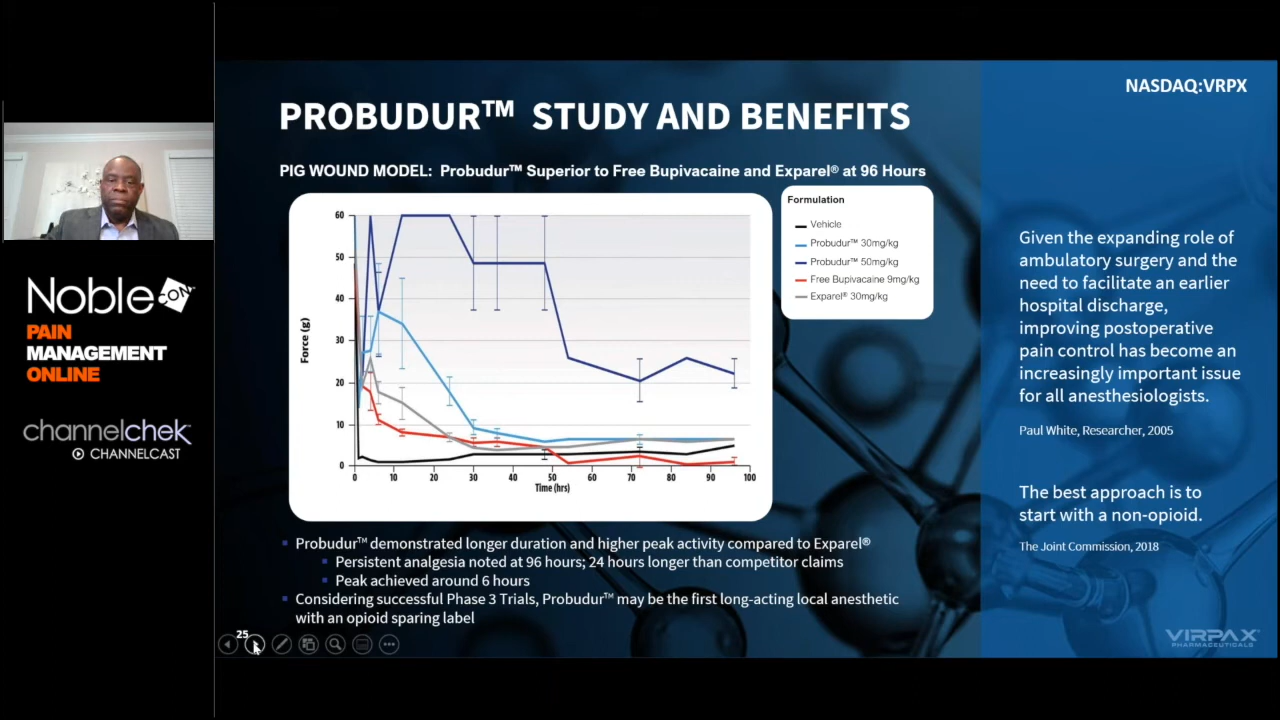 NASDAQ:VRPX
PROBUDUR™ STUDY AND BENEFITS
PIG WOUND MODEL: Probudur™ Superior to Free Bupivacaine and Exparel® at 96 Hours
Noble
CON
PAIN
MANAGEMENT
ONLINE
channelchek
CHANNELCAST
Force (g)
60
50
40
30
20
10
0
0 10 20 30 40 50 60 70 80 90 100
Time (hrs)
Formulation
Vehicle
Probudur™ 30mg/kg
Probudur™ 50mg/kg
Free Bupivacaine 9mg/kg
Exparel® 30mg/kg
Probudur™ demonstrated longer duration and higher peak activity compared to Exparel®
Persistent analgesia noted at 96 hours; 24 hours longer than competitor claims
Peak achieved around 6 hours
Considering successful Phase 3 Trials, Probudur™ may be the first long-acting local anesthetic
with an opioid sparing label
25
Given the expanding role of
ambulatory surgery and the
need to facilitate an earlier
hospital discharge,
improving postoperative
pain control has become an
increasingly important issue
for all anesthesiologists.
Paul White, Researcher, 2005
The best approach is to
start with a non-opioid.
The Joint Commission, 2018
VIRPAX
PHARMACEUTICALS